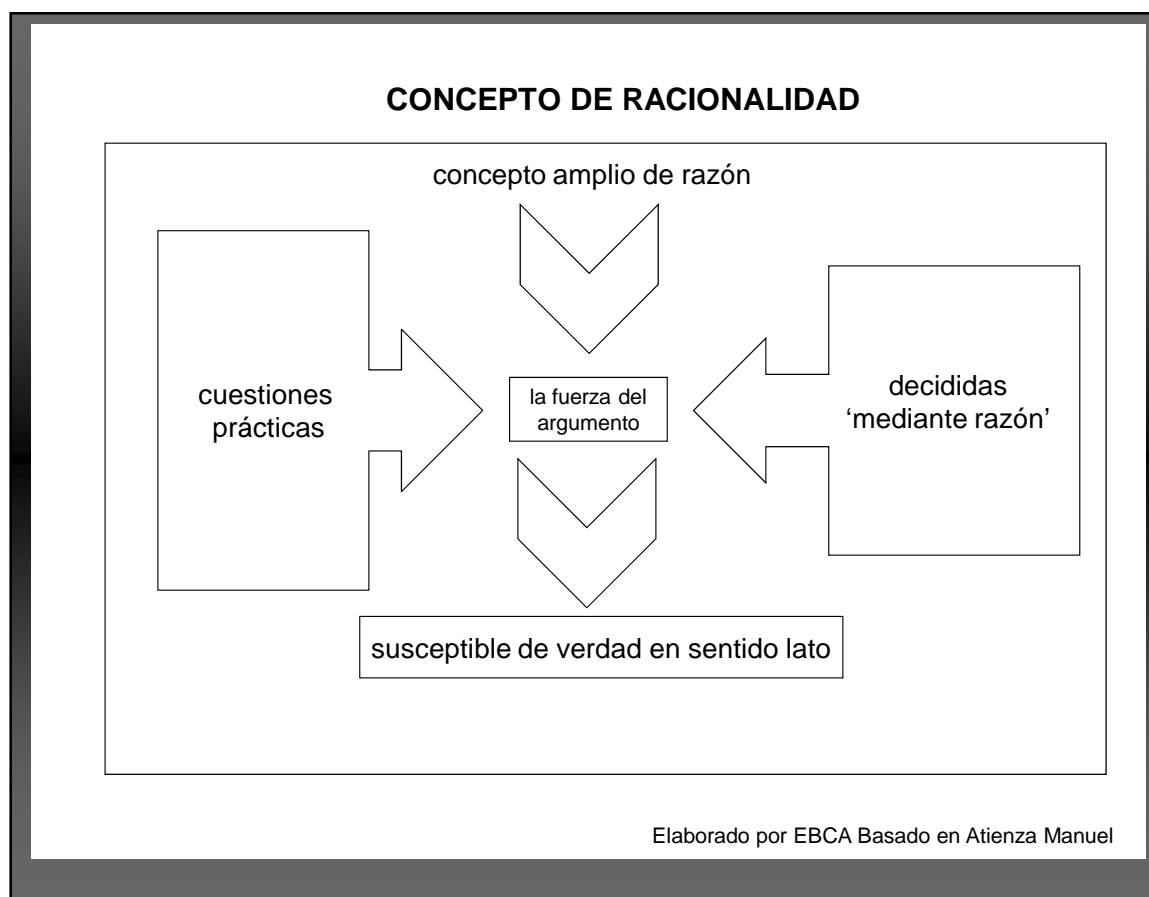 CONCEPTO DE RACIONALIDAD
concepto amplio de razón
cuestiones
prácticas
la fuerza del
argumento
decididas
‘mediante razón’
susceptible de verdad en sentido lato
Elaborado por EBCA Basado en Atienza Manuel